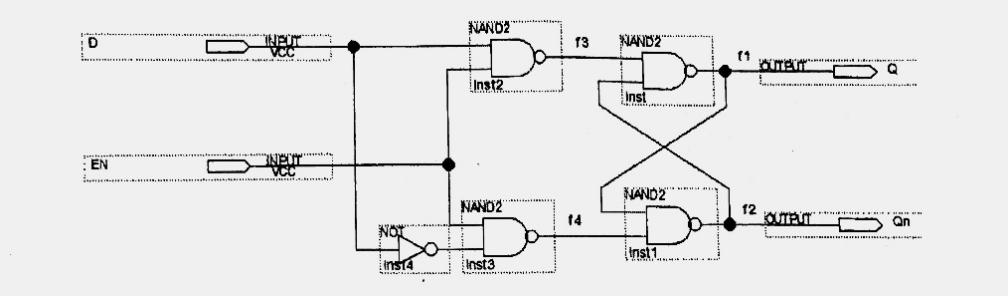 D
INPUT
VCC
NAND2
inst2
f3
NAND2
inst
f1
OUTPUT
Q
EN
INPUT
VCC
NOT
inst4
NAND2
inst3
f4
NAND2
inst1
f2
OUTPUT
Qn